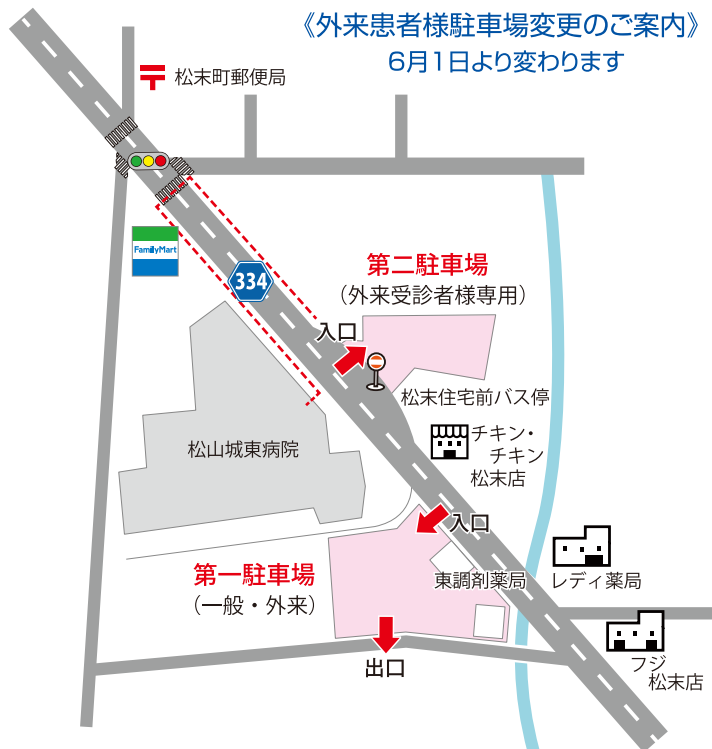 《外来患者様駐車場変更のご案内》
6月1日より変わります
松末町郵便局
FamilyMart
334
第二駐車場
（外来受診者様専用）
入口
松末住宅前バス停
松山城東病院
チキン・
チキン
松末店
入口
第一駐車場
（一般・外来）
東調剤薬局
レディ薬局
出口
フジ
松末店